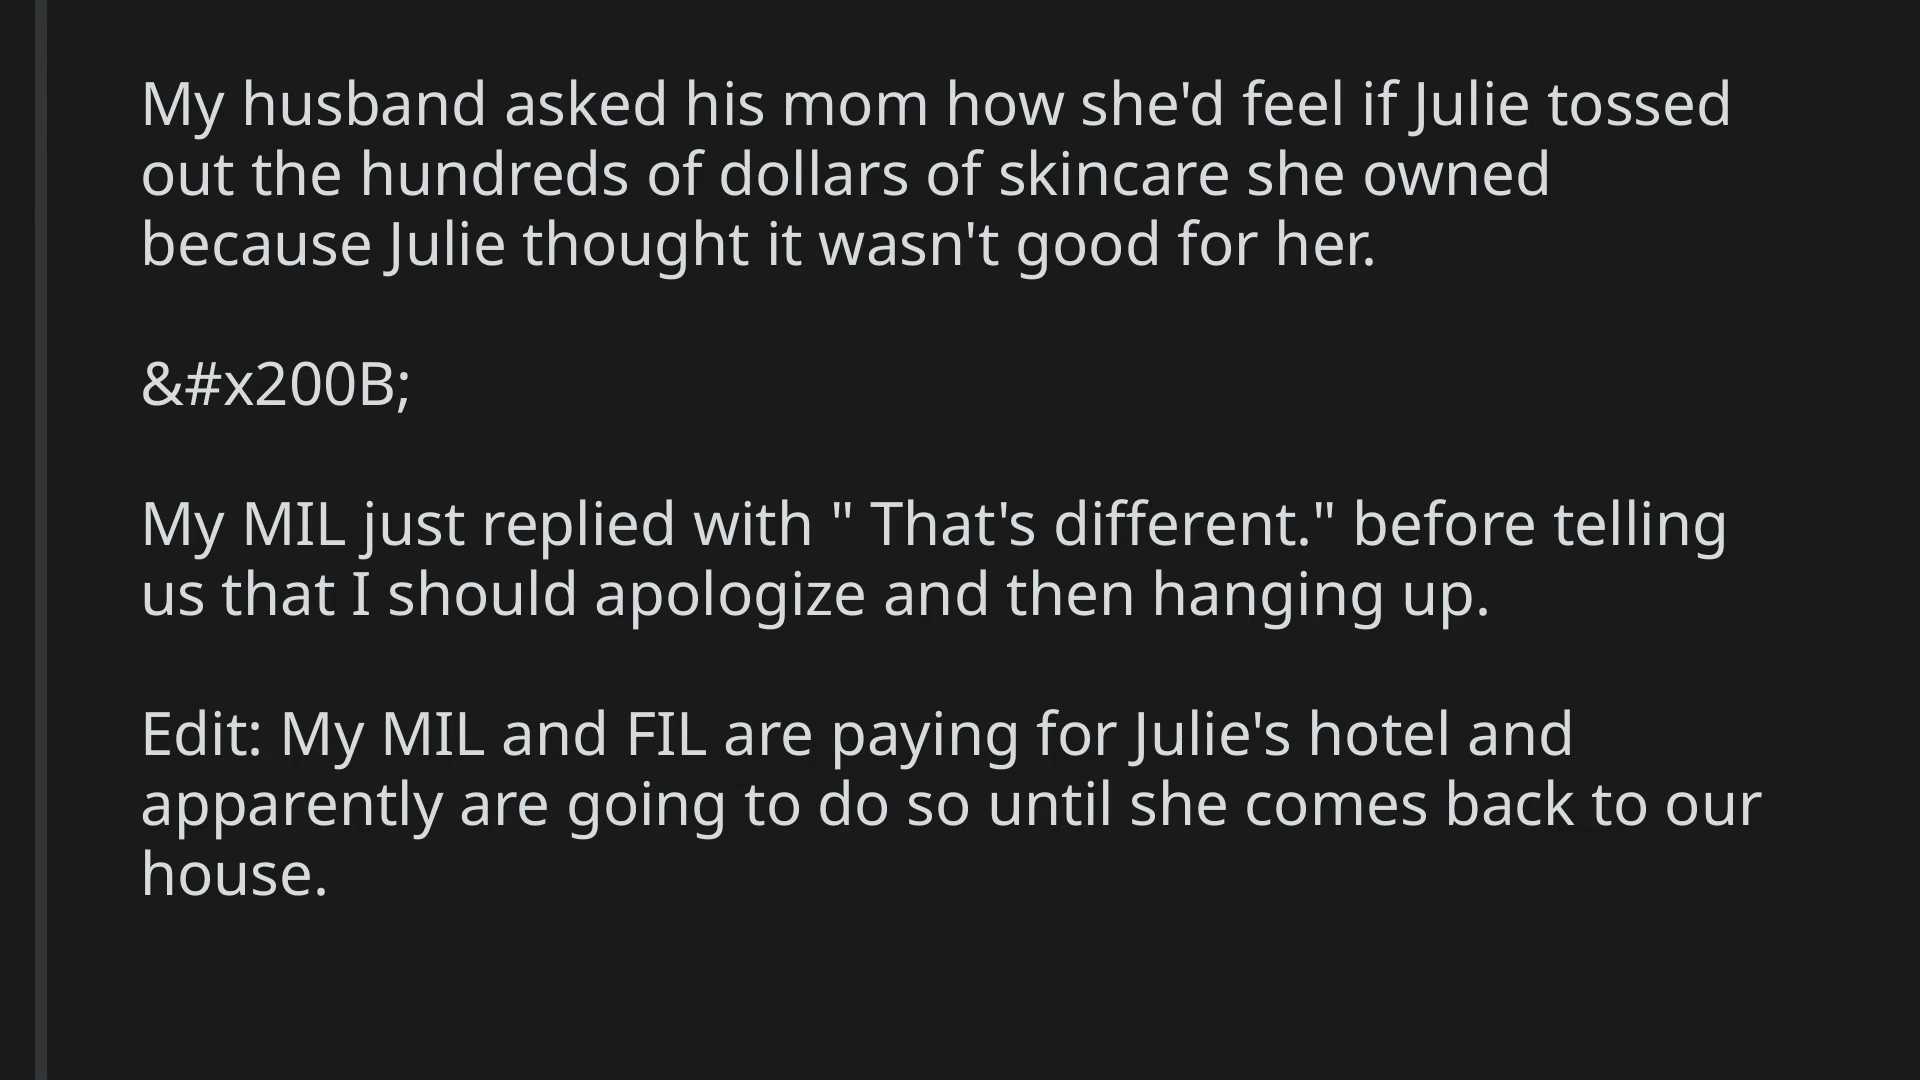 My husband asked his mom how she'd feel if Julie tossed
out the hundreds of dollars of skincare she owned
because Julie thought it wasn't good for her.
&#x200B;
My MIL just replied with " That's different." before telling
us that I should apologize and then hanging up.
Edit: My MIL and FIL are paying for Julie's hotel and
apparently are going to do so until she comes back to our
house.